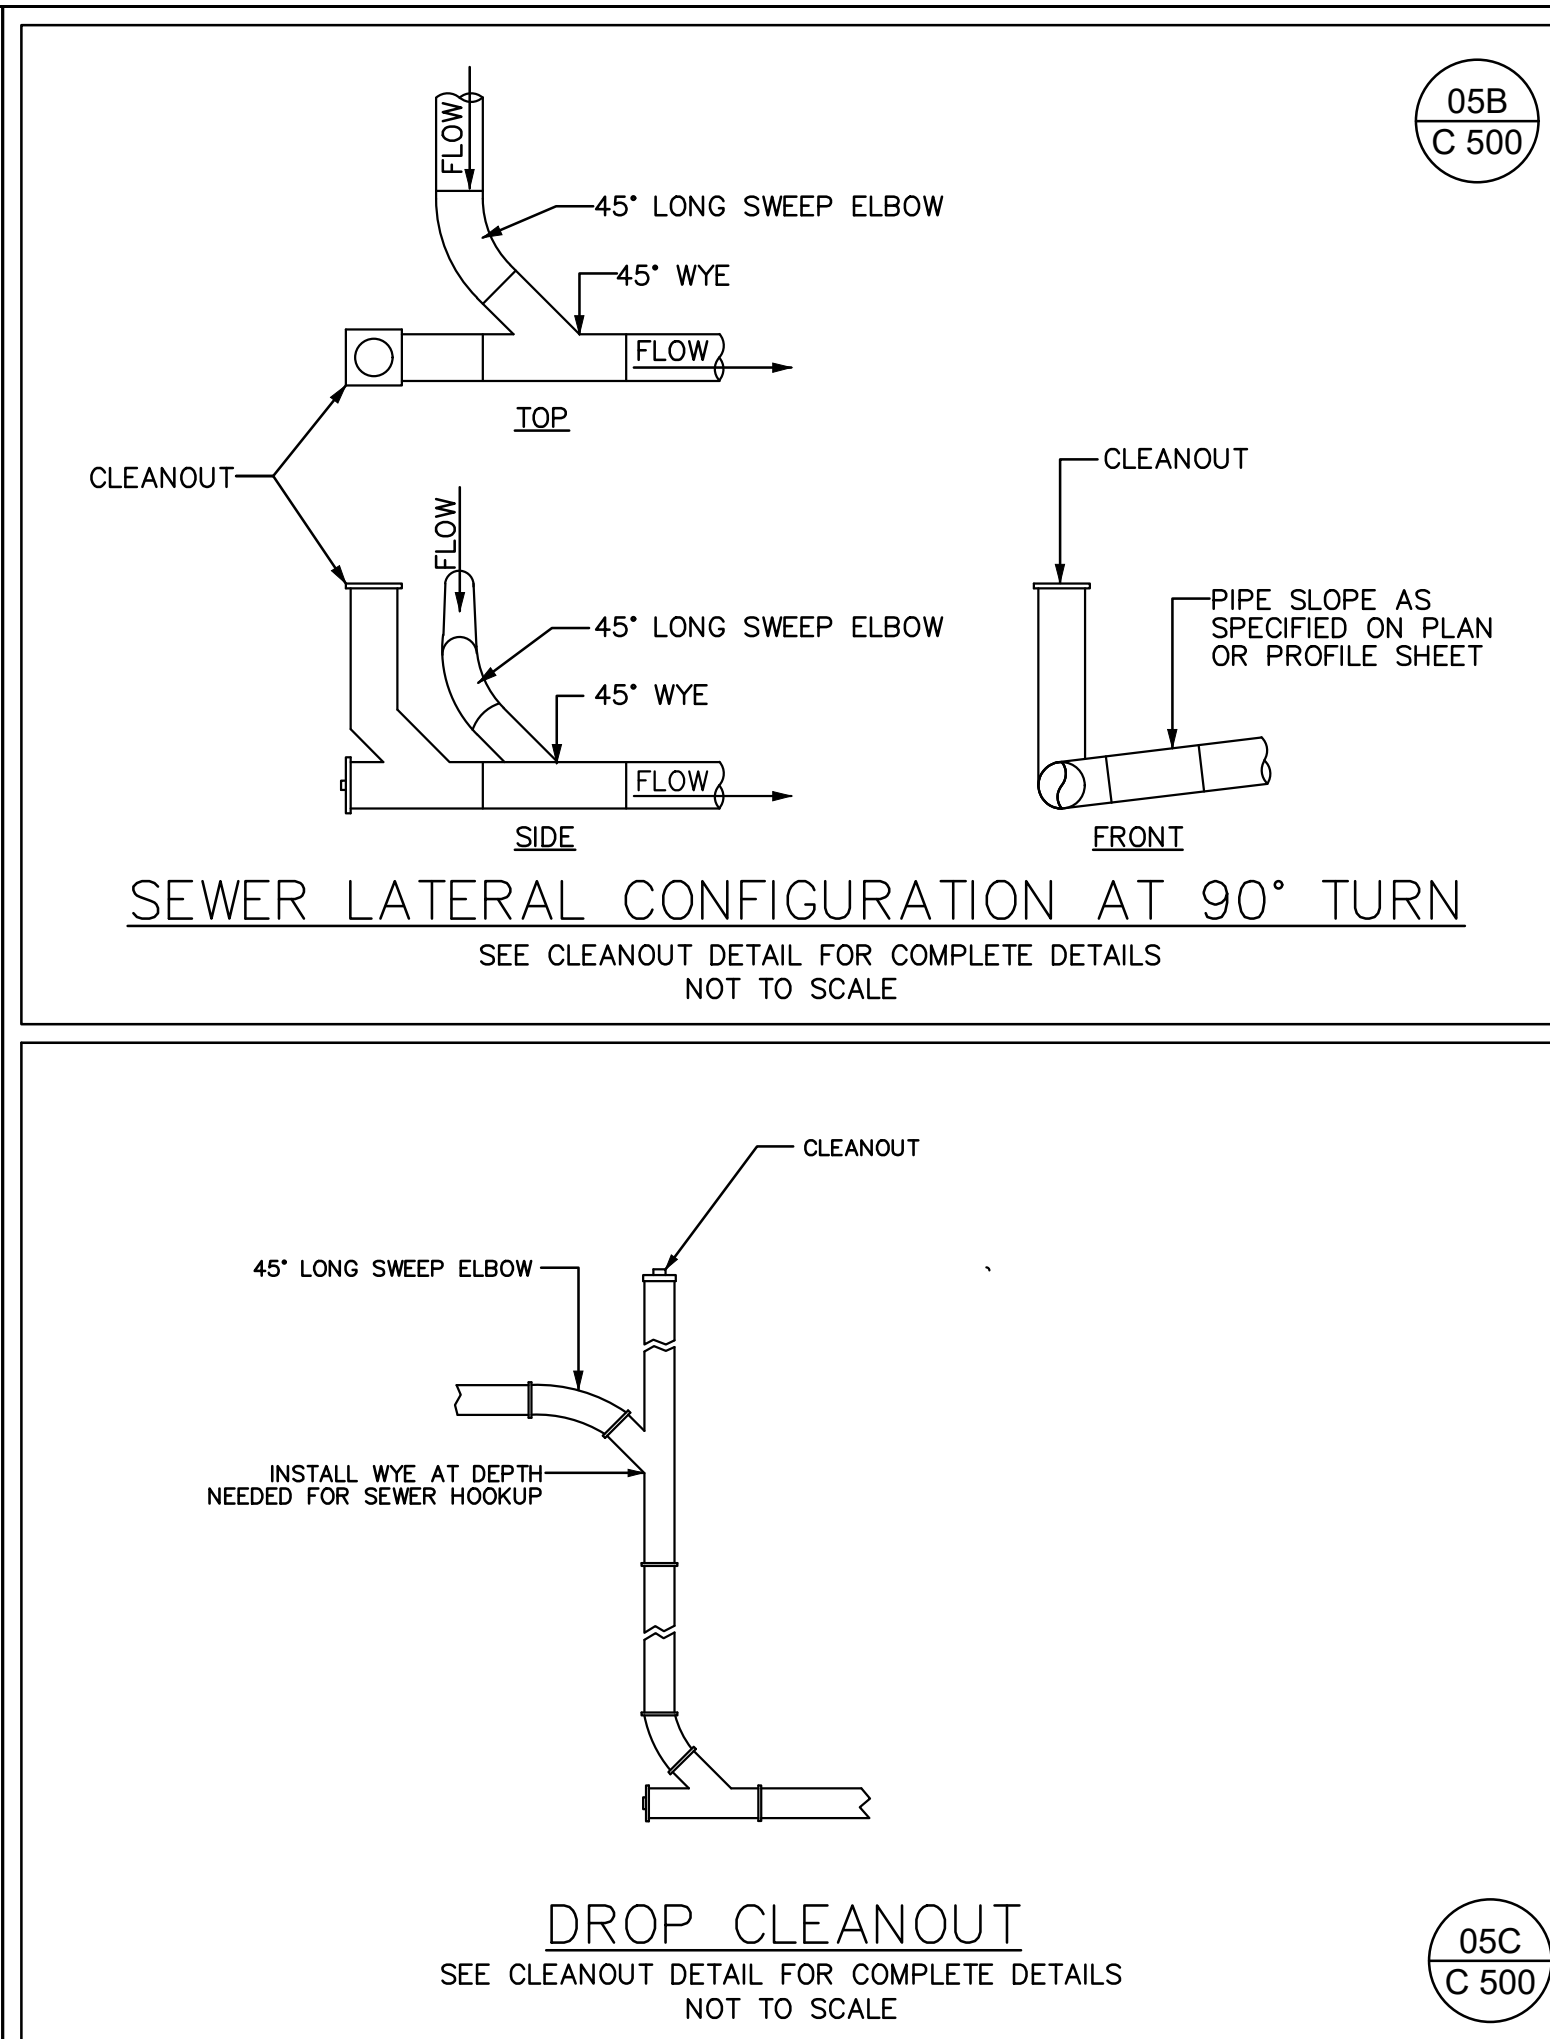 05B
C 500
FLOW
45° LONG SWEEP ELBOW
45° WYE
FLOW
TOP
CLEANOUT
FLOW
45° LONG SWEEP ELBOW
45° WYE
FLOW
SIDE
CLEANOUT
PIPE SLOPE AS
SPECIFIED ON PLAN
OR PROFILE SHEET
FRONT
SEWER LATERAL CONFIGURATION AT 90° TURN
SEE CLEANOUT DETAIL FOR COMPLETE DETAILS
NOT TO SCALE
CLEANOUT
45° LONG SWEEP ELBOW
INSTALL WYE AT DEPTH
NEEDED FOR SEWER HOOKUP
DROP CLEANOUT
SEE CLEANOUT DETAIL FOR COMPLETE DETAILS
NOT TO SCALE
05C
C 500